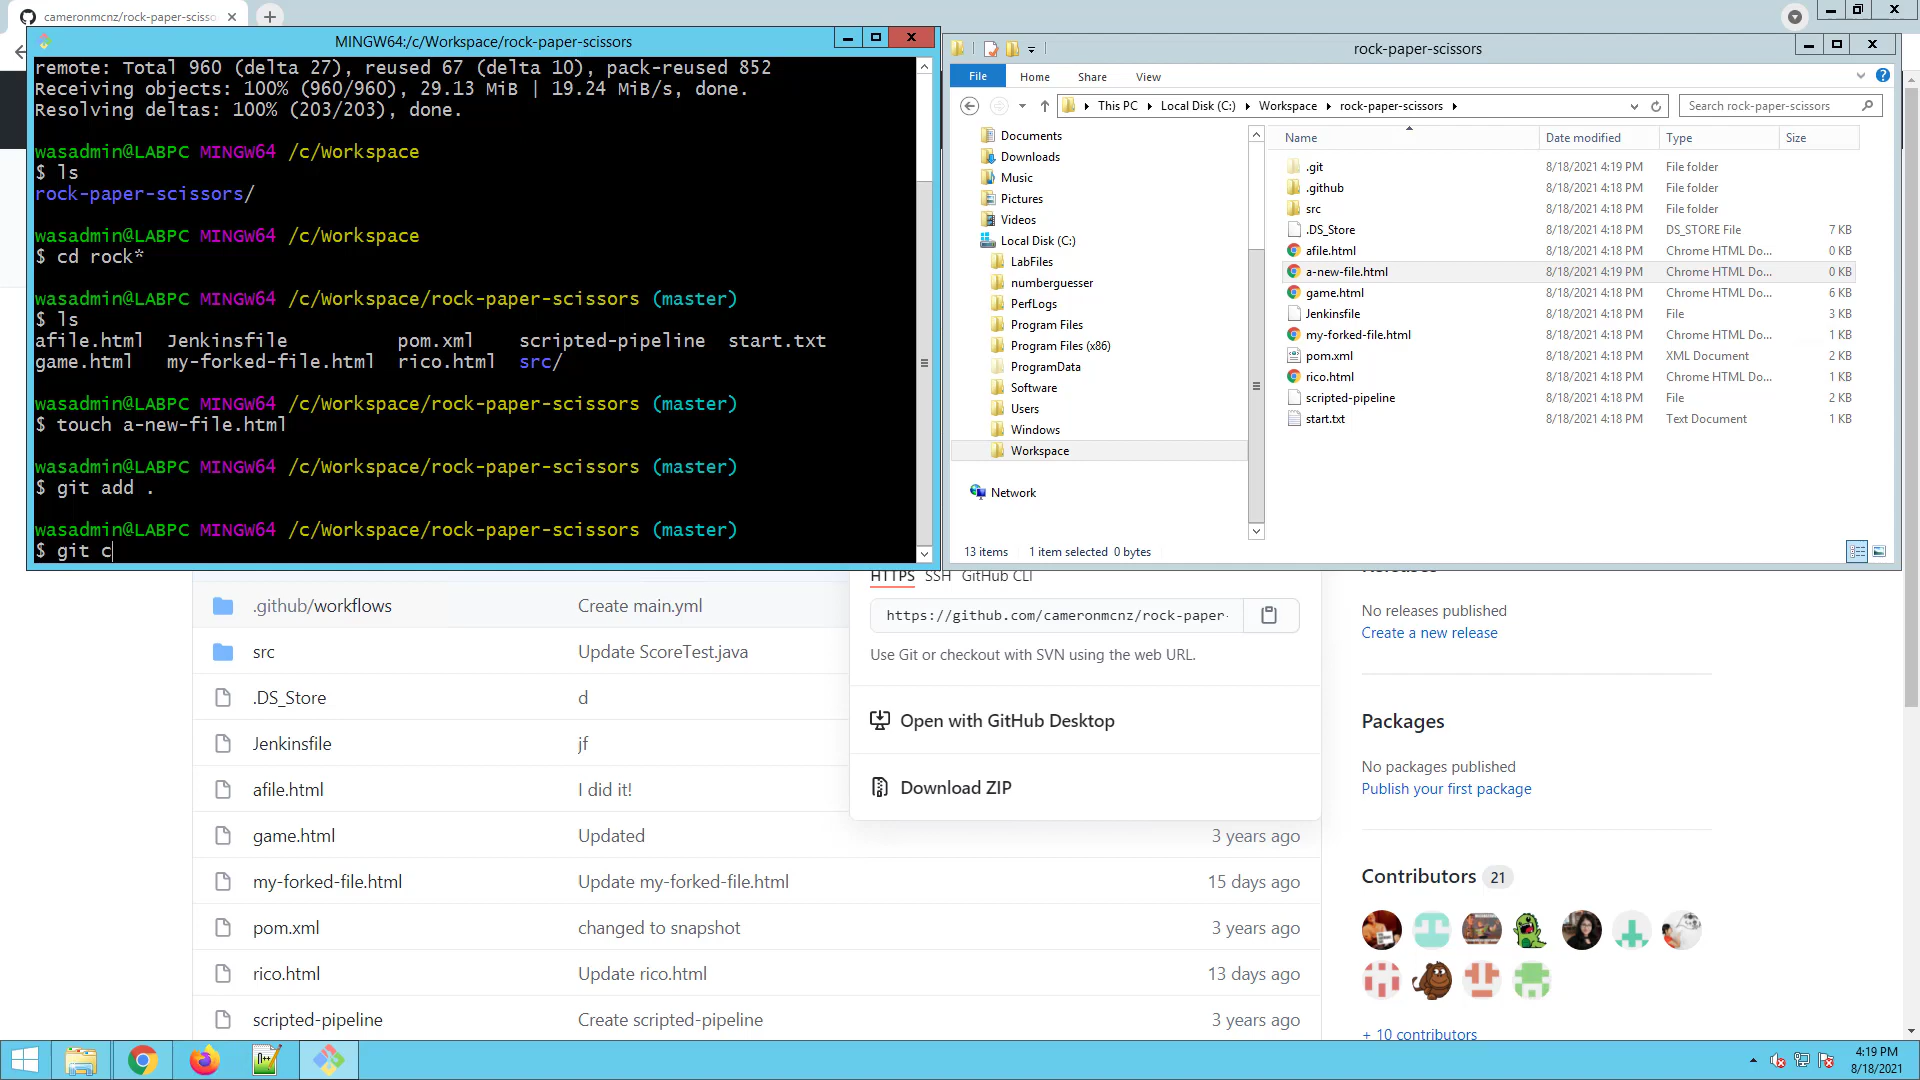 cameronmcnz/rock-paper-scisso
MINGW64:/c/Workspace/rock-paper-scissors
remote: Total 960 (delta 27), reused 67 (delta 10), pack-reused 852
Receiving objects: 100% (960/960), 29.13 MiB | 19.24 MiB/s, done.
Resolving deltas: 100% (203/203), done.
wasadmin@LABPC MINGW64 /c/Workspace
$ ls
rock-paper-scissors/
wasadmin@LABPC MINGW64 /c/Workspace
$ cd rock*
wasadmin@LABPC MINGW64 /c/Workspace/rock-paper-scissors (master)
$ ls
afile.html Jenkinsfile pom.xml scripted-pipeline start.txt
game.html my-forked-file.html rico.html src/
wasadmin@LABPC MINGW64 /c/Workspace/rock-paper-scissors (master)
$ touch a-new-file.html
wasadmin@LABPC MINGW64 /c/Workspace/rock-paper-scissors (master)
$ git add .
wasadmin@LABPC MINGW64 /c/Workspace/rock-paper-scissors (master)
$ git c
rock-paper-scissors
File Home Share View
This PC Local Disk (C:) Workspace rock-paper-scissors
Search rock-paper-scissors
Documents
Downloads
Music
Pictures
Videos
Local Disk (C:)
LabFiles
numberguesser
PerfLogs
Program Files
Program Files (x86)
ProgramData
Software
Users
Windows
Workspace
Network
Name Date modified Type Size
.git 8/18/2021 4:19 PM File folder
.github 8/18/2021 4:18 PM File folder
src 8/18/2021 4:18 PM File folder
.DS_Store 8/18/2021 4:18 PM DS_STORE File 7 KB
afile.html 8/18/2021 4:18 PM Chrome HTML Do... 0 KB
a-new-file.html 8/18/2021 4:19 PM Chrome HTML Do... 0 KB
game.html 8/18/2021 4:18 PM Chrome HTML Do... 6 KB
Jenkinsfile 8/18/2021 4:18 PM File 3 KB
my-forked-file.html 8/18/2021 4:18 PM Chrome HTML Do... 1 KB
pom.xml 8/18/2021 4:18 PM XML Document 2 KB
rico.html 8/18/2021 4:18 PM Chrome HTML Do... 1 KB
scripted-pipeline 8/18/2021 4:18 PM File 2 KB
start.txt 8/18/2021 4:18 PM Text Document 1 KB
13 items 1 item selected 0 bytes
HTTPS SSH GitHub CLI
https://github.com/cameronmcnz/rock-paper-
Use Git or checkout with SVN using the web URL.
Open with GitHub Desktop
Download ZIP
.github/workflows Create main.yml
src Update ScoreTest.java
.DS_Store d
Jenkinsfile jf
afile.html I did it!
game.html Updated 3 years ago
my-forked-file.html Update my-forked-file.html 15 days ago
pom.xml changed to snapshot 3 years ago
rico.html Update rico.html 13 days ago
scripted-pipeline Create scripted-pipeline 3 years ago
Releases
No releases published
Create a new release
Packages
No packages published
Publish your first package
Contributors 21
+ 10 contributors
4:19 PM
8/18/2021